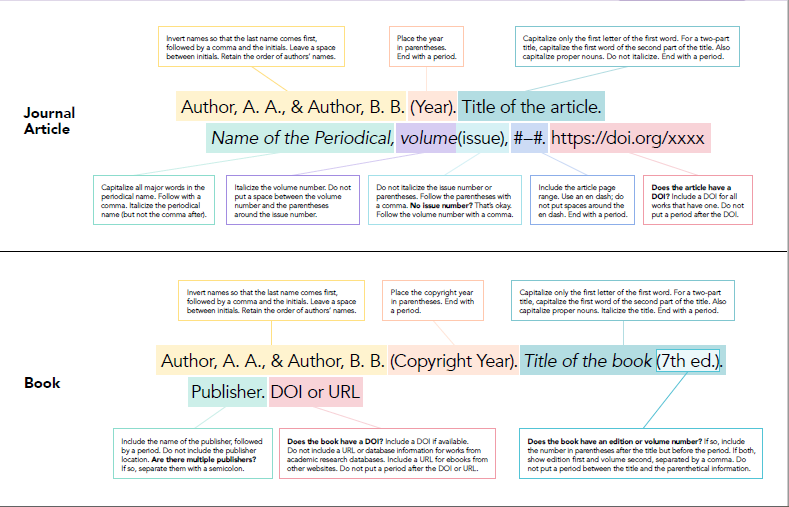 Invert names so that the last name comes first,
followed by a comma and the initials. Leave a space
between initials. Retain the order of authors' names.
Place the year
in parentheses.
End with a period.
Capitalize only the first letter of the first word. For a two-part
title, capitalize the first word of the second part of the title. Also
capitalize proper nouns. Do not italicize. End with a period.
Journal
Article
Author, A. A., & Author, B. B. (Year). Title of the article.
Name of the Periodical, volume(issue), #–#. https://doi.org/xxxx
Capitalize all major words in the
periodical name. Follow with a
comma. Italicize the periodical
name (but not the comma after).
Italicize the volume number. Do not
put a space between the volume
number and the parentheses
around the issue number.
Do not italicize the issue number or
parentheses. Follow the parentheses with
a comma. No issue number? That's okay.
Follow the volume number with a comma.
Include the article page
range. Use an en dash; do
not put spaces around the
en dash. End with a period.
Does the article have a
DOI? Include a DOI for all
works that have one. Do not
put a period after the DOI.
Invert names so that the last name comes first,
followed by a comma and the initials. Leave a space
between initials. Retain the order of authors' names.
Place the copyright year
in parentheses. End with
a period.
Capitalize only the first letter of the first word. For a two-part
title, capitalize the first word of the second part of the title. Also
capitalize proper nouns. Italicize the title. End with a period.
Book
Author, A. A., & Author, B. B. (Copyright Year). Title of the book (7th ed.).
Publisher. DOI or URL
Include the name of the publisher, followed
by a period. Do not include the publisher
location. Are there multiple publishers?
If so, separate them with a semicolon.
Does the book have a DOI? Include a DOI if available.
Do not include a URL or database information for works from
academic research databases. Include a URL for ebooks from
other websites. Do not put a period after the DOI or URL.
Does the book have an edition or volume number? If so, include
the number in parentheses after the title but before the period. If both,
show edition first and volume second, separated by a comma. Do
not put a period between the title and the parenthetical information.